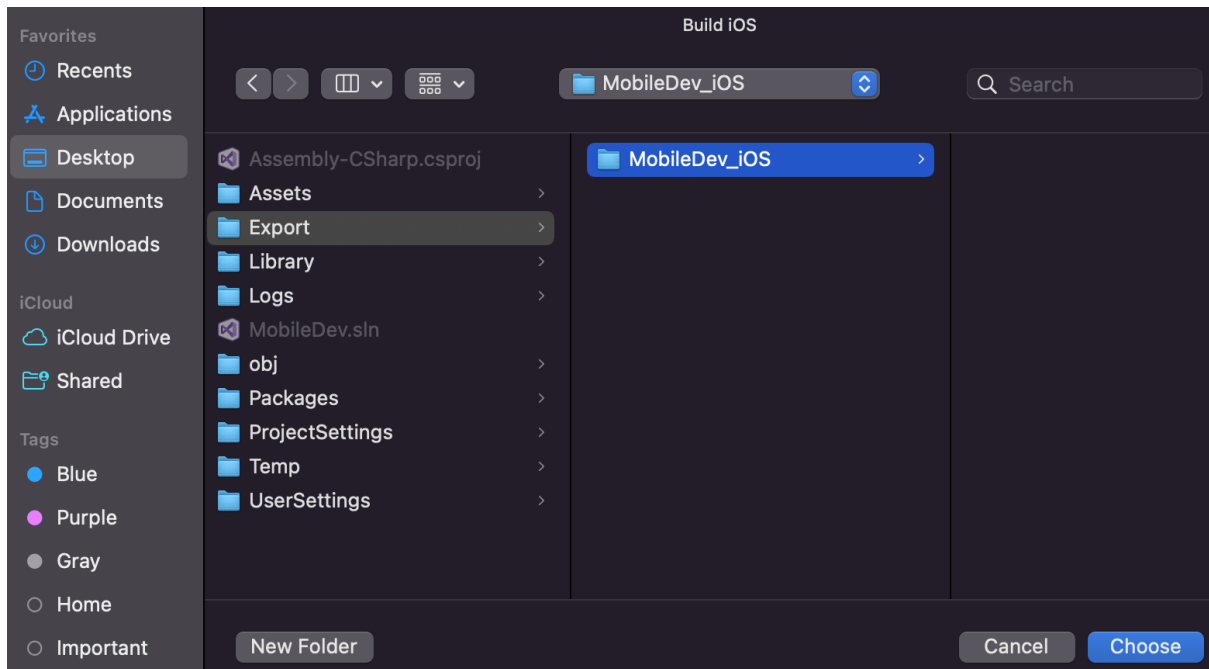 Build iOS
Favorites
Recents
Applications
Desktop
Documents
Downloads
iCloud
iCloud Drive
Shared
Tags
Blue
Purple
Gray
Home
Important
MobileDev_iOS
Search
Assembly-CSharp.csproj
Assets
Export
Library
Logs
MobileDev.sln
obj
Packages
ProjectSettings
Temp
UserSettings
MobileDev_iOS
New Folder
Cancel
Choose